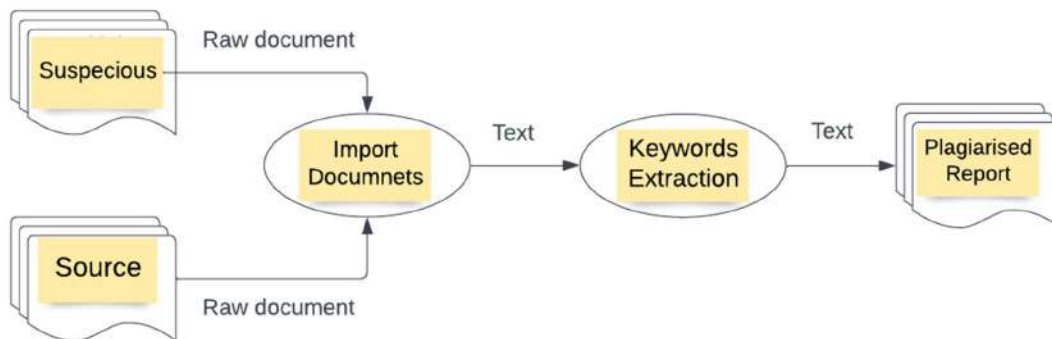 Raw document
Suspecious
Import
Documnets
Text
Keywords
Extraction
Text
Plagiarised
Report
Source
Raw document